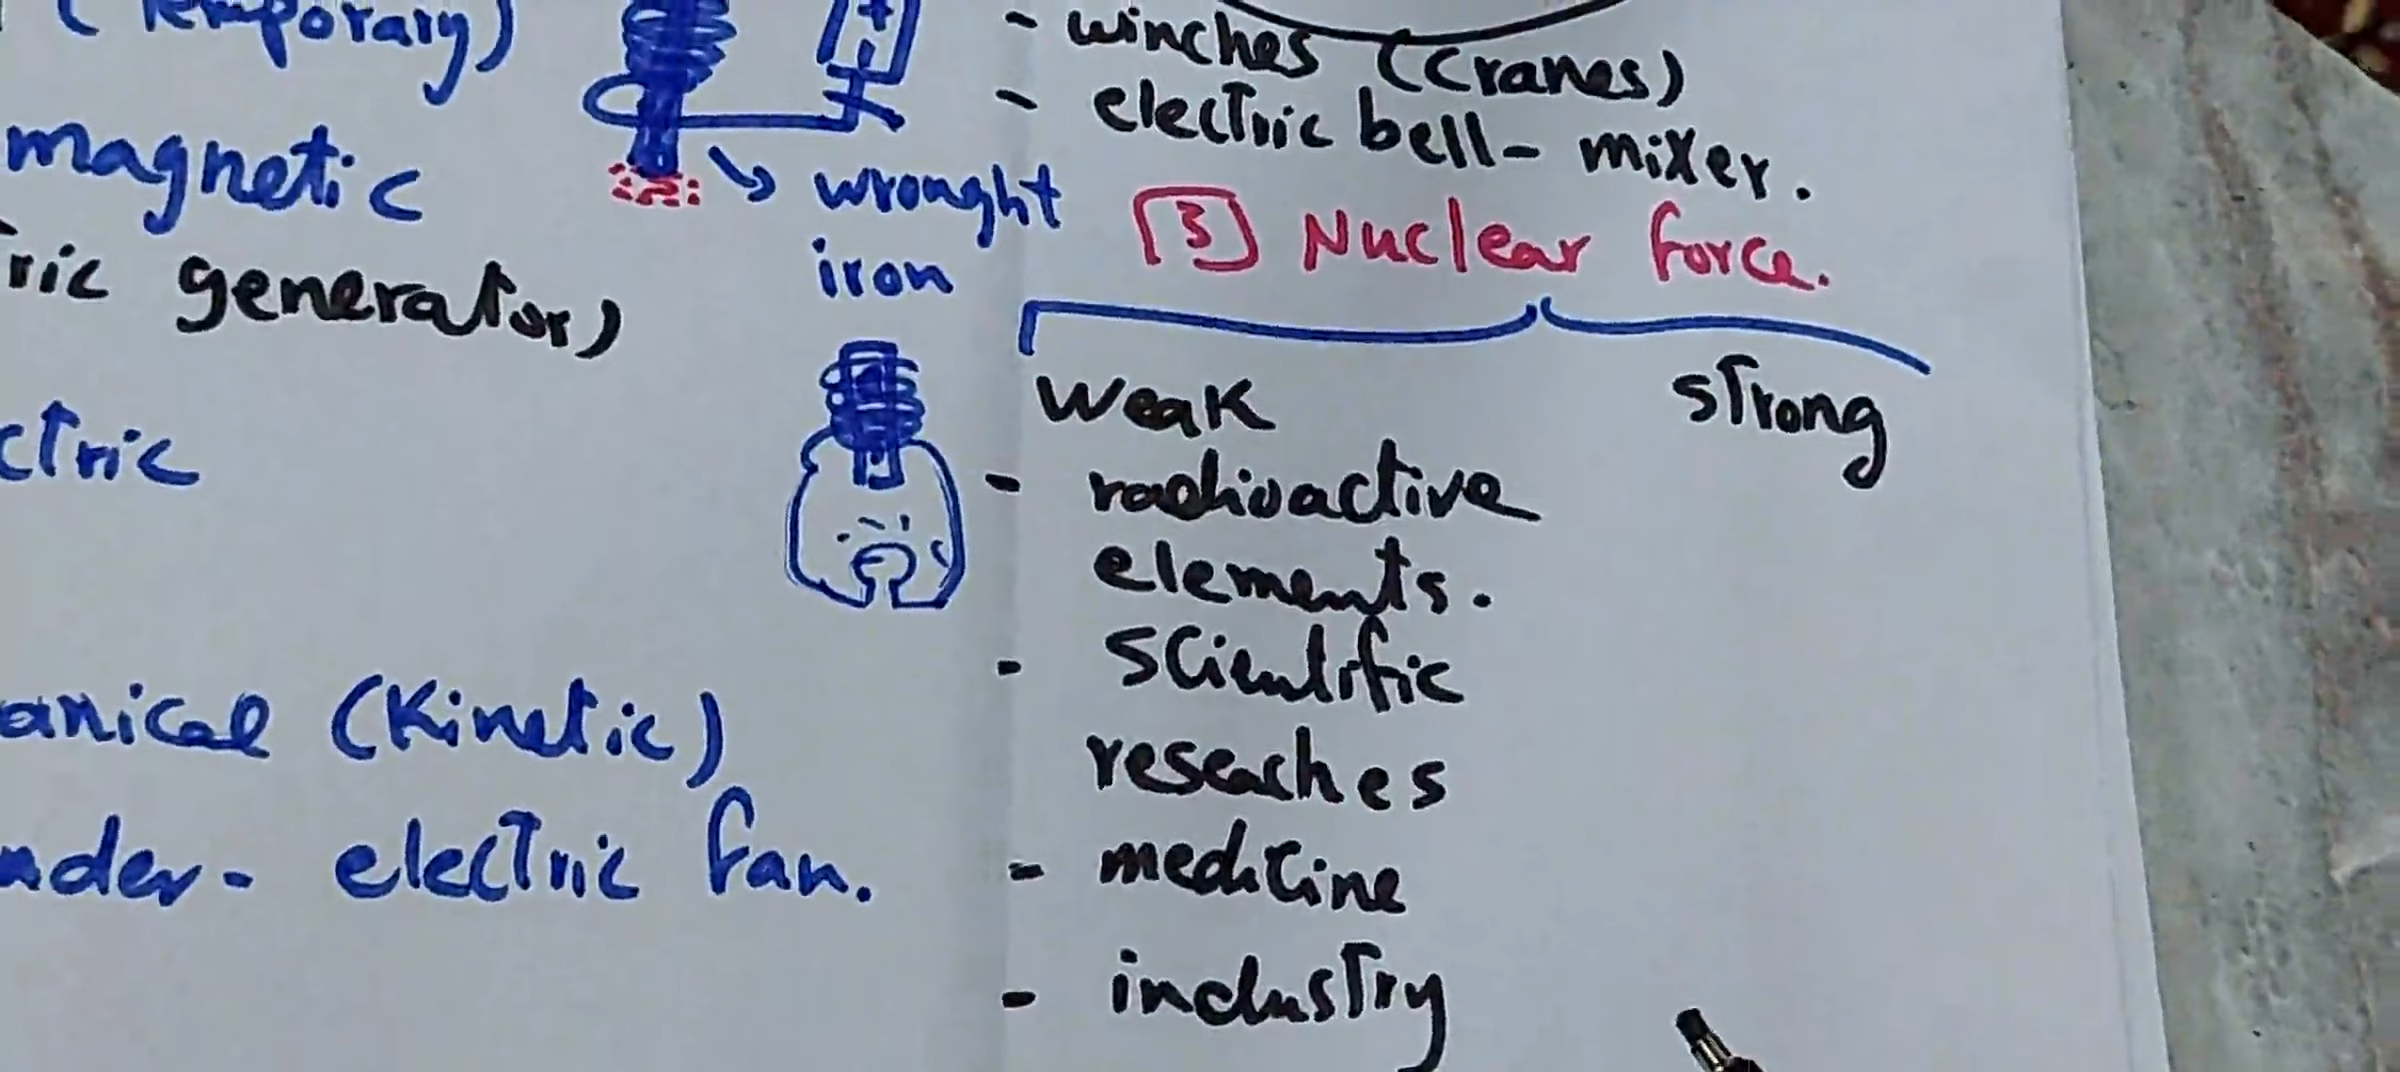 (Temporary)
magnetic
ric generator)
ctric
anical (Kinetic)
nder- electric fan.
+
-
wrought
iron
- winches (Cranes)
- electric bell- mixer.
[3] Nuclear force.
weak
strong
- radioactive
elements.
- Scientific
reseaches
- medicine
- industry